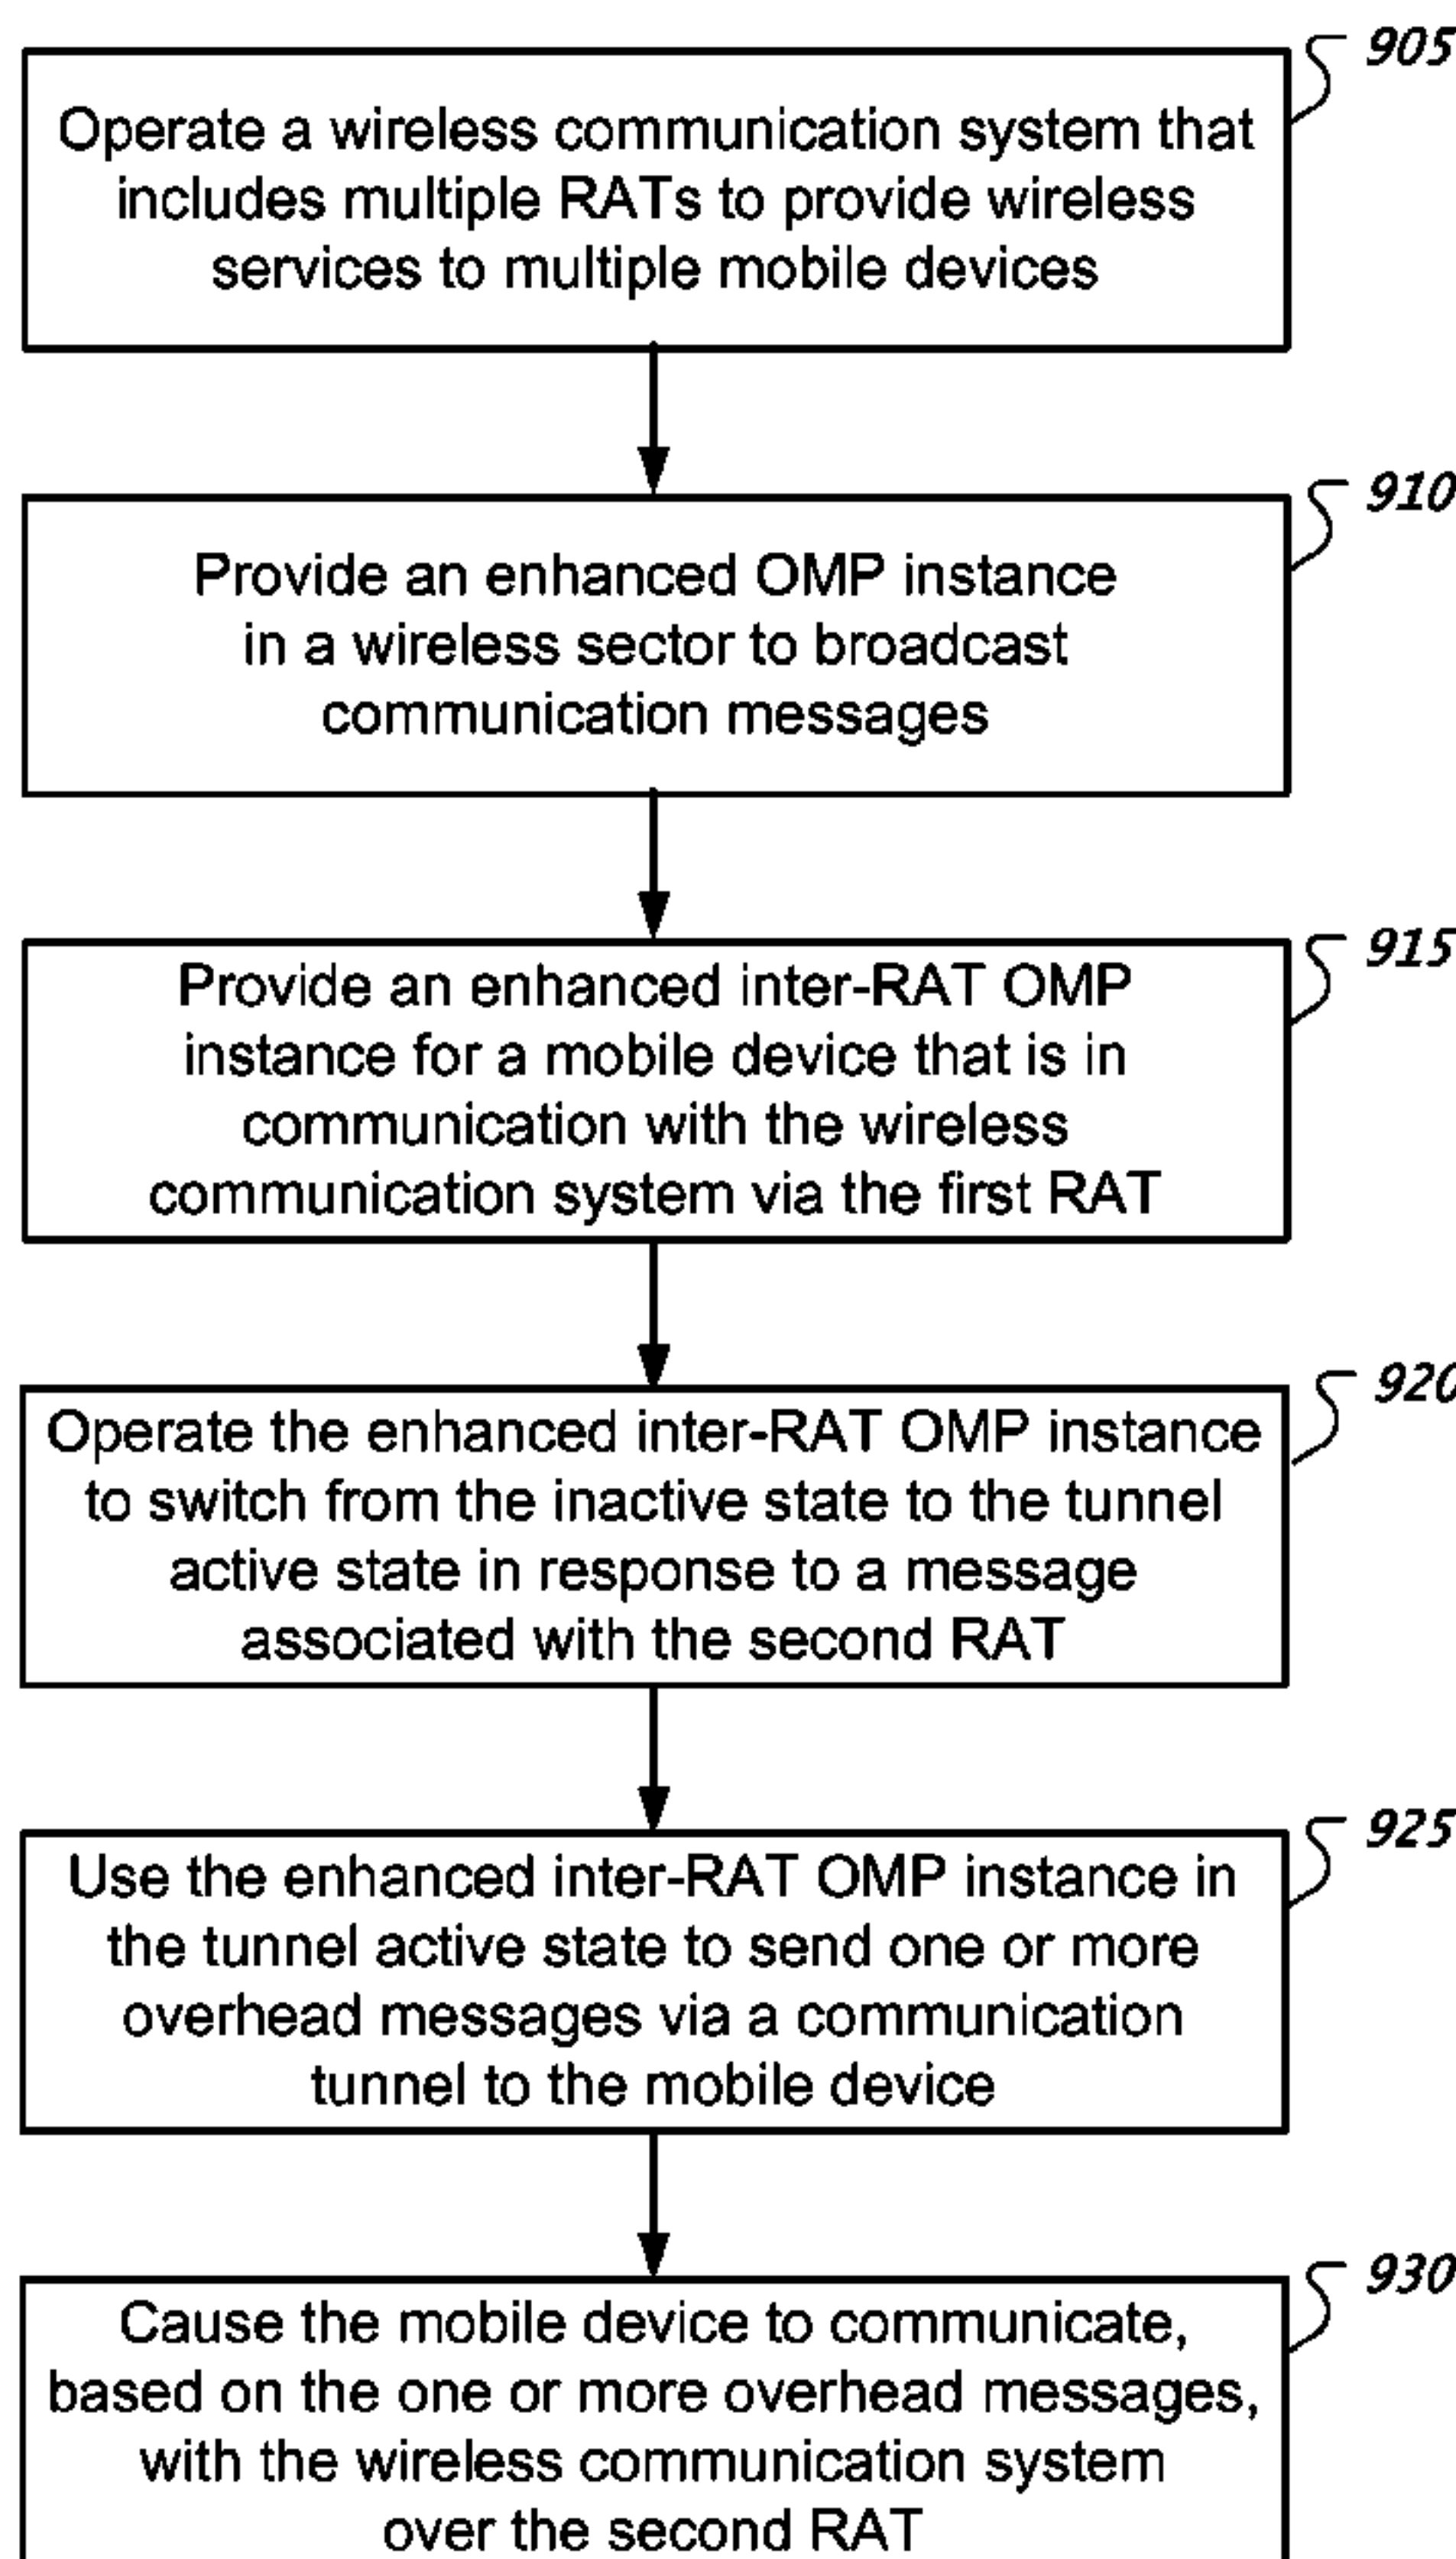 905
Operate a wireless communication system that
includes multiple RATs to provide wireless
services to multiple mobile devices
910
Provide an enhanced OMP instance
in a wireless sector to broadcast
communication messages
915
Provide an enhanced inter-RAT OMP
instance for a mobile device that is in
communication with the wireless
communication system via the first RAT
920
Operate the enhanced inter-RAT OMP instance
to switch from the inactive state to the tunnel
active state in response to a message
associated with the second RAT
925
Use the enhanced inter-RAT OMP instance in
the tunnel active state to send one or more
overhead messages via a communication
tunnel to the mobile device
930
Cause the mobile device to communicate,
based on the one or more overhead messages,
with the wireless communication system
over the second RAT